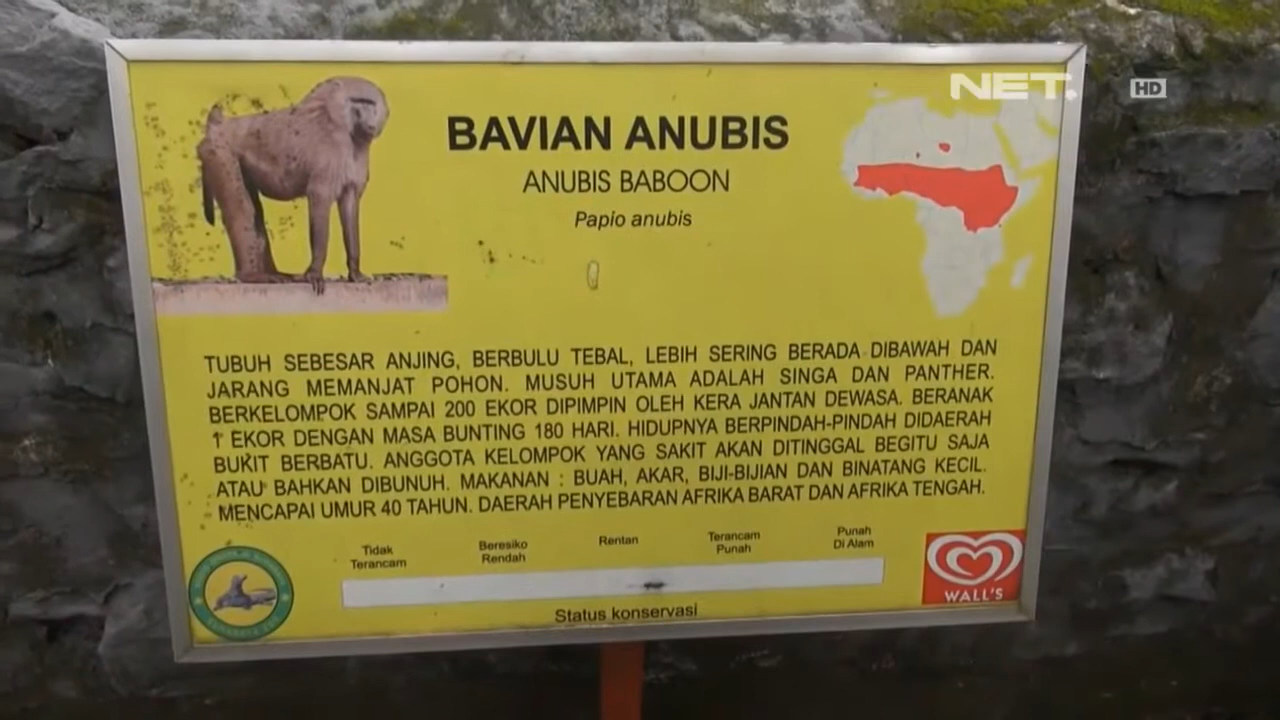 NET.
HD
BAVIAN ANUBIS
ANUBIS BABOON
Papio anubis
TUBUH SEBESAR ANJING, BERBULU TEBAL, LEBIH SERING BERADA DIBAWAH DAN
JARANG MEMANJAT POHON. MUSUH UTAMA ADALAH SINGA DAN PANTHER.
BERKELOMPOK SAMPAI 200 EKOR DIPIMPIN OLEH KERA JANTAN DEWASA. BERANAK
1 EKOR DENGAN MASA BUNTING 180 HARI. HIDUPNYA BERPINDAH-PINDAH DIDAERAH
BUKIT BERBATU. ANGGOTA KELOMPOK YANG SAKIT AKAN DITINGGAL BEGITU SAJA
ATAU BAHKAN DIBUNUH. MAKANAN : BUAH, AKAR, BIJI-BIJIAN DAN BINATANG KECIL.
MENCAPAI UMUR 40 TAHUN. DAERAH PENYEBARAN AFRIKA BARAT DAN AFRIKA TENGAH.
Tidak
Terancam
Beresiko
Rendah
Rentan
Terancam
Punah
Punah
Di Alam
Status konservasi
WALL'S